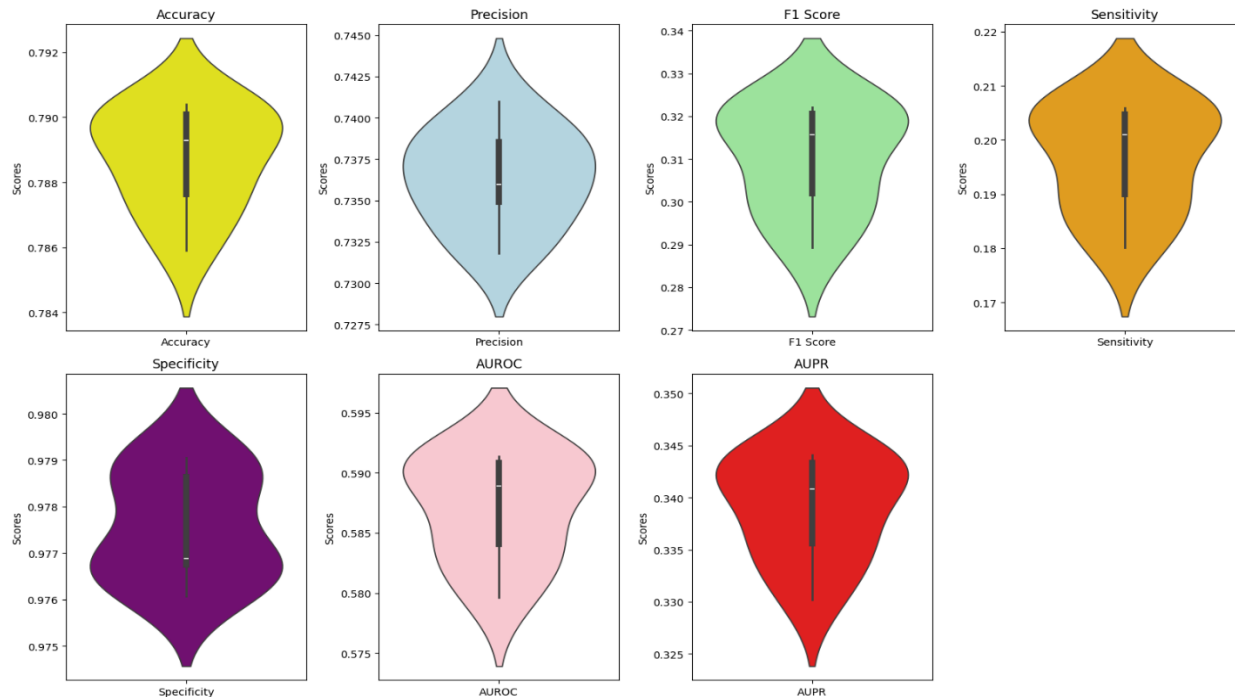 Accuracy
0.792
0.790
0.788
0.786
0.784
Scores
Accuracy
Precision
0.7450
0.7425
0.7400
0.7375
0.7350
0.7325
0.7300
0.7275
Scores
Precision
F1 Score
0.34
0.33
0.32
0.31
0.30
0.29
0.28
0.27
Scores
F1 Score
Sensitivity
0.22
0.21
0.20
0.19
0.18
0.17
Scores
Sensitivity
Specificity
0.980
0.979
0.978
0.977
0.976
0.975
Scores
Specificity
AUROC
0.595
0.590
0.585
0.580
0.575
Scores
AUROC
AUPR
0.350
0.345
0.340
0.335
0.330
0.325
Scores
AUPR